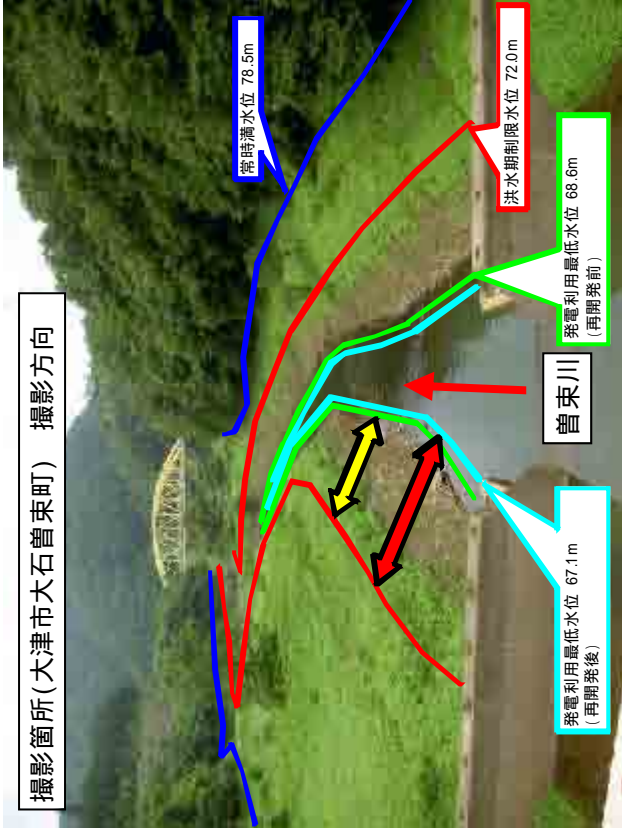 撮影箇所(大津市大石曽束町)　撮影方向
常時満水位 78.5m
洪水期制限水位 72.0m
発電利用最低水位 68.6m
(再開発前)
曽束川
発電利用最低水位 67.1m
(再開発後)